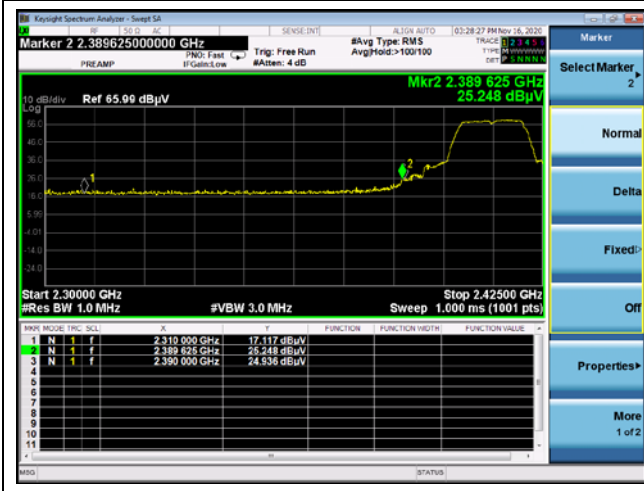 Keysight Spectrum Analyzer - Swept SA
RF 50 Ω AC SENSE:INT ALIGN AUTO 03:28:27 PM Nov 16, 2020
Marker 2 2.389625000000 GHz
PREAMP
PNO: Fast
IFGain:Low
Trig: Free Run
#Atten: 4 dB
#Avg Type: RMS
Avg|Hold:>100/100
TRACE 1 2 3 4 5 6
TYPE
DET P S N N N N
Mkr2 2.389 625 GHz
25.248 dBµV
10 dB/div Ref 65.99 dBµV
Log
56.0
46.0
36.0
26.0
16.0
5.99
-4.01
-14.0
-24.0
1
2
Start 2.30000 GHz
Stop 2.42500 GHz
#Res BW 1.0 MHz
#VBW 3.0 MHz
Sweep 1.000 ms (1001 pts)
MKR MODE TRC SCL X Y FUNCTION FUNCTION WIDTH FUNCTION VALUE
1 N 1 f 2.310 000 GHz 17.117 dBµV
2 N 1 f 2.389 625 GHz 25.248 dBµV
3 N 1 f 2.390 000 GHz 24.936 dBµV
4
5
6
7
8
9
10
11
MSG STATUS
Marker
Select Marker
2
Normal
Delta
Fixed
Off
Properties
More
1 of 2